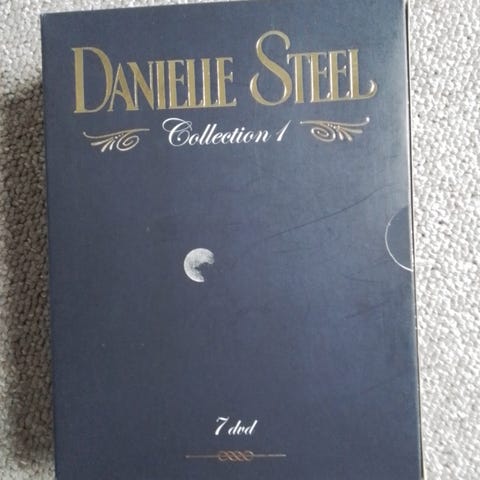 DANIELLE STEEL
Collection 1
7 dvd